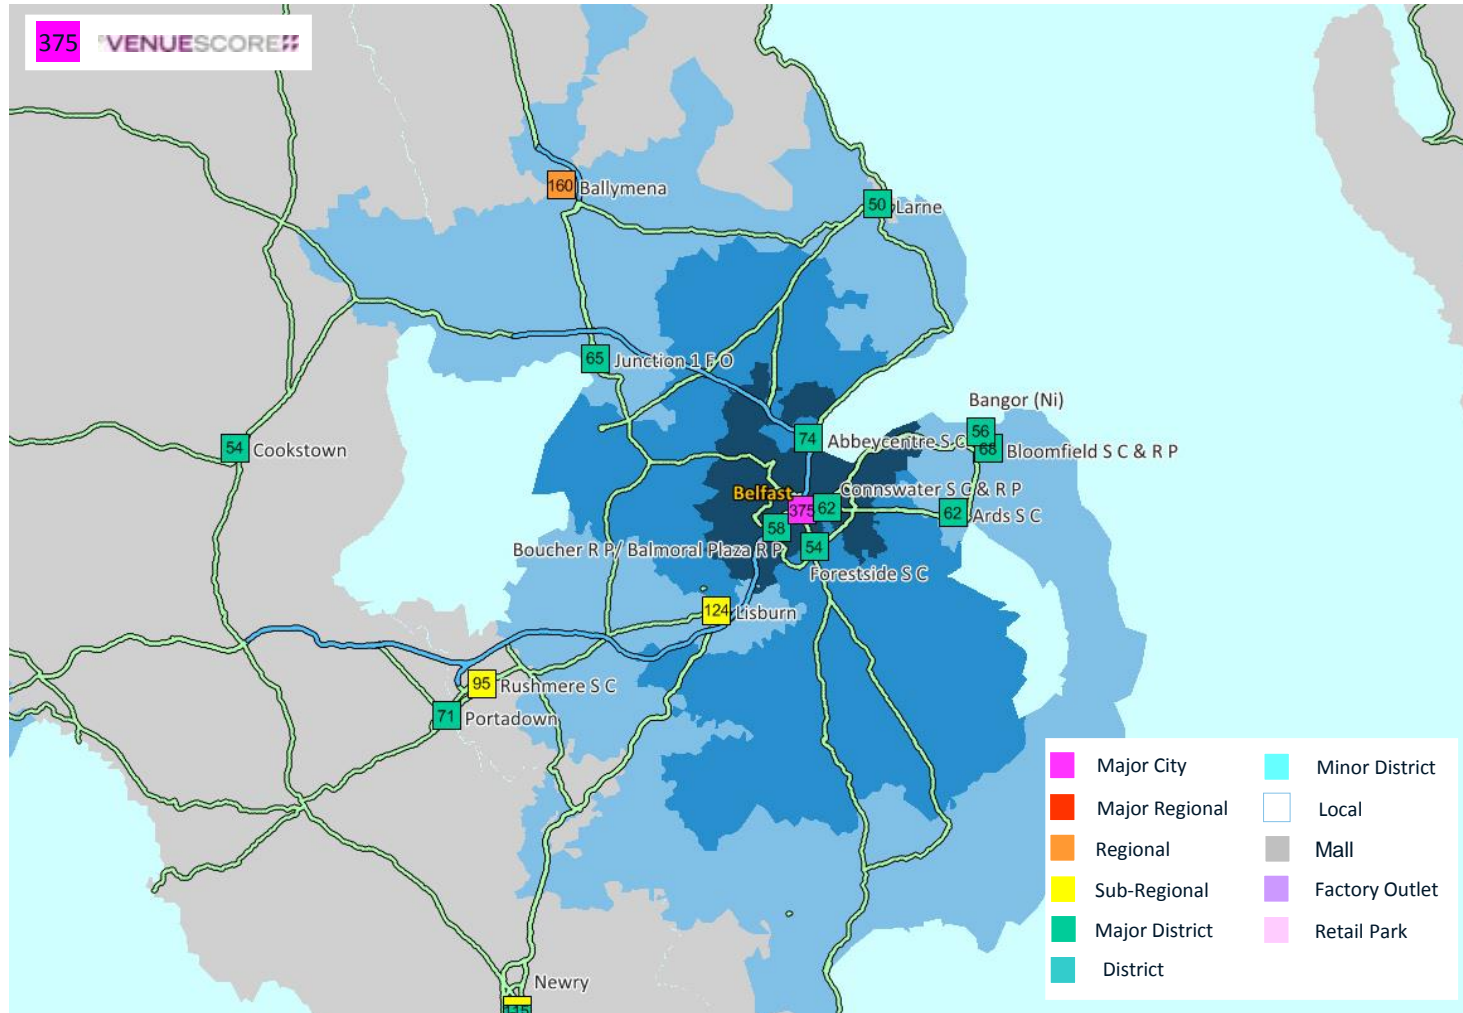 375 VENUESCORE
160 Ballymena
50 Larne
65 Junction 1 F O
Bangor (Ni)
56
54 Cookstown
74 Abbeycentre S C
68 Bloomfield S C & R P
Belfast
Connswater S C & R P
375
62
62 Ards S C
58
Boucher R P/ Balmoral Plaza R P
54
Forestside S C
124 Lisburn
95 Rushmere S C
71 Portadown
Newry
Major City
Major Regional
Regional
Sub-Regional
Major District
District
Minor District
Local
Mall
Factory Outlet
Retail Park